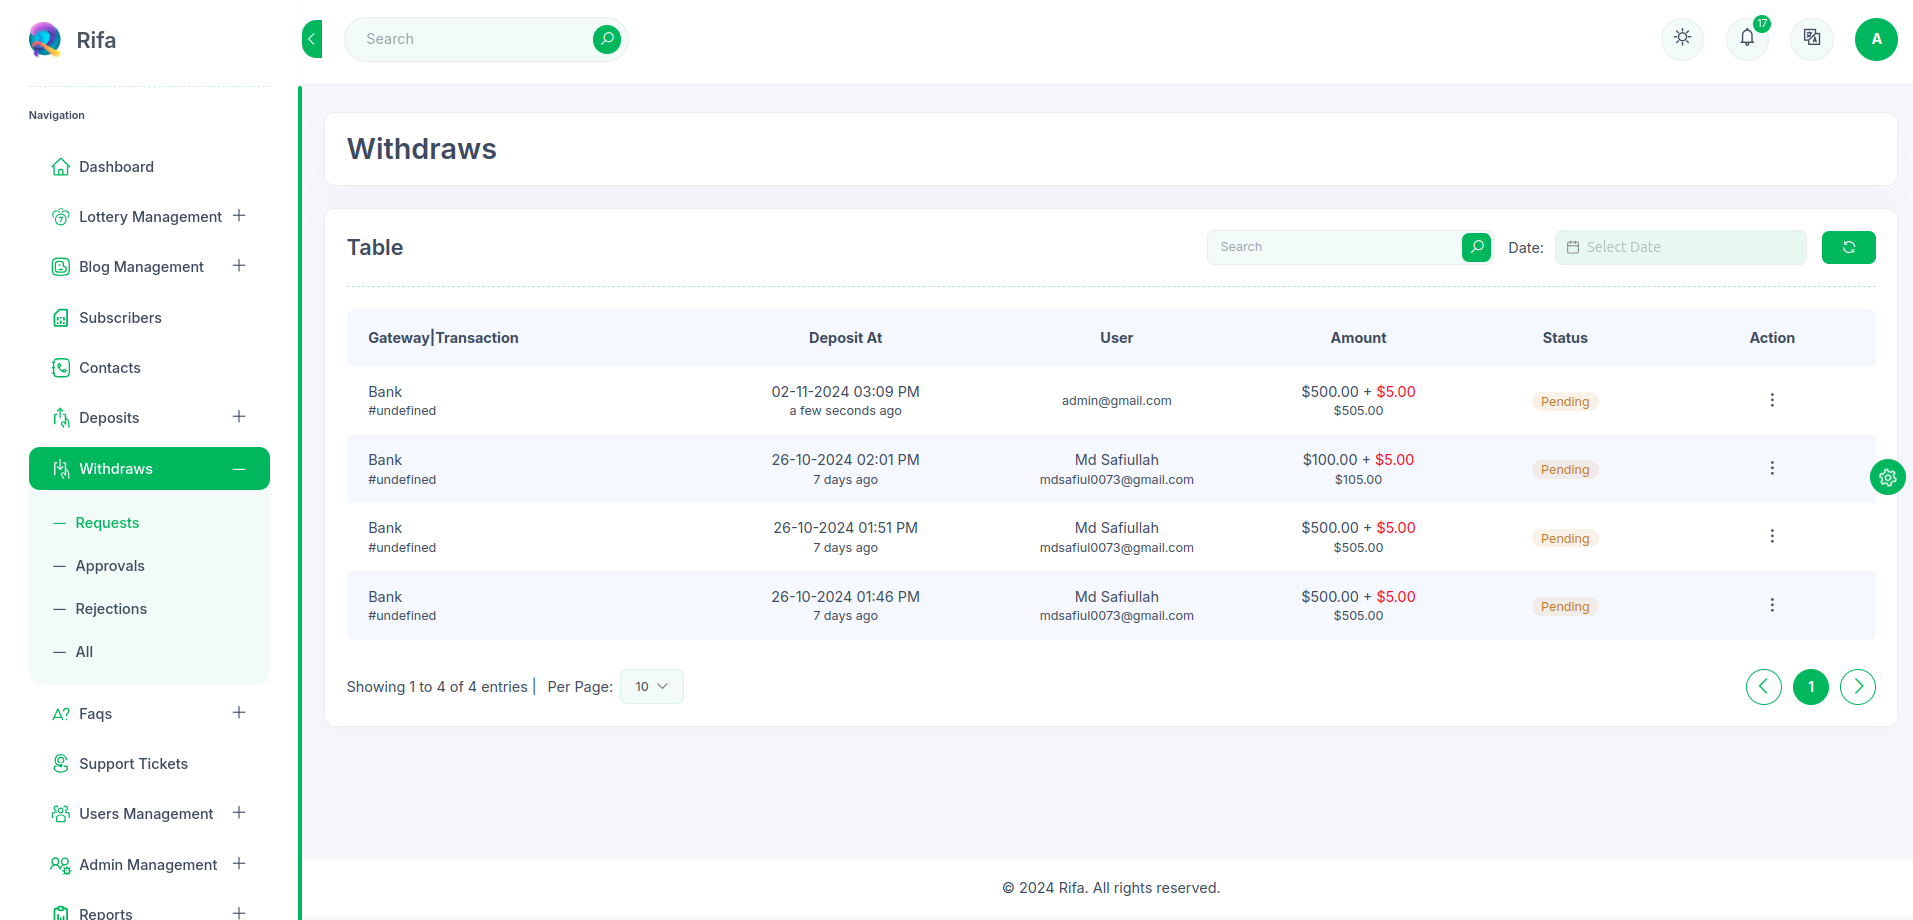 Rifa
Search
17
A
Navigation
Dashboard
Lottery Management
Blog Management
Subscribers
Contacts
Deposits
Withdraws
Requests
Approvals
Rejections
All
Faqs
Support Tickets
Users Management
Admin Management
Reports
Withdraws
Table
Search
Date: Select Date
Gateway|Transaction Deposit At User Amount Status Action
Bank 02-11-2024 03:09 PM admin@gmail.com $500.00 + $5.00 Pending
#undefined a few seconds ago $505.00
Bank 26-10-2024 02:01 PM Md Safiullah $100.00 + $5.00 Pending
#undefined 7 days ago mdsafiul0073@gmail.com $105.00
Bank 26-10-2024 01:51 PM Md Safiullah $500.00 + $5.00 Pending
#undefined 7 days ago mdsafiul0073@gmail.com $505.00
Bank 26-10-2024 01:46 PM Md Safiullah $500.00 + $5.00 Pending
#undefined 7 days ago mdsafiul0073@gmail.com $505.00
Showing 1 to 4 of 4 entries | Per Page: 10
1
© 2024 Rifa. All rights reserved.